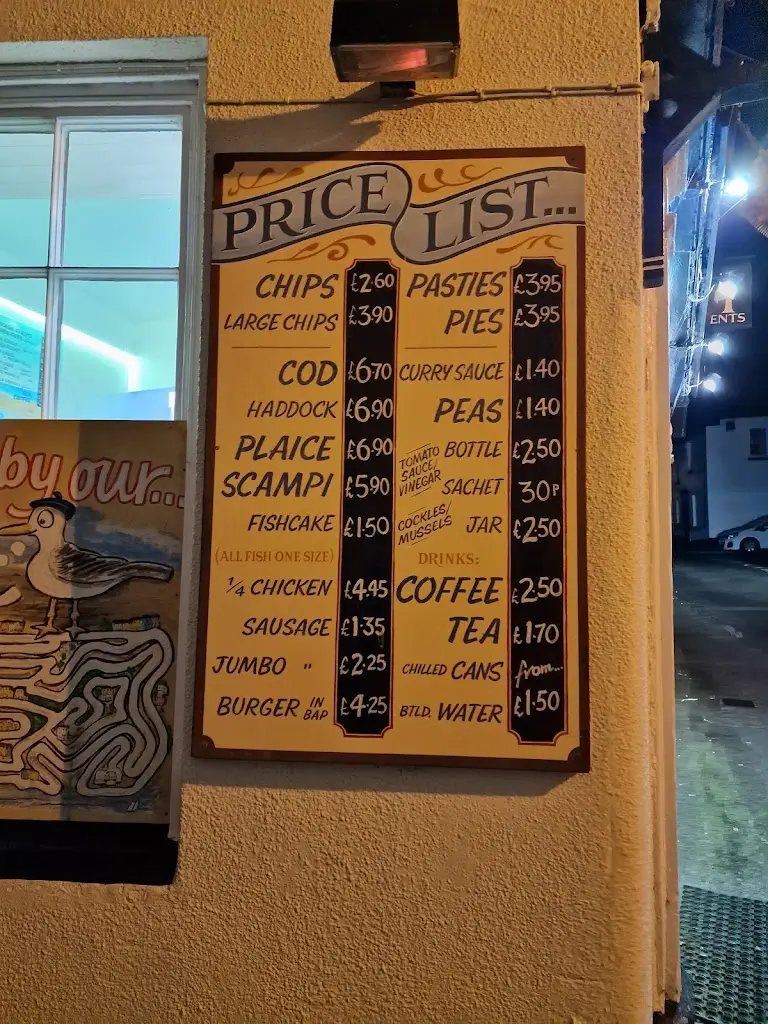 PRICE LIST...
CHIPS £2.60
LARGE CHIPS £3.90
COD £6.70
HADDOCK £6.90
PLAICE £6.90
SCAMPI £5.90
FISHCAKE £1.50
(ALL FISH ONE SIZE)
1/4 CHICKEN £4.45
SAUSAGE £1.35
JUMBO " £2.25
BURGER IN BAP £4.25
PASTIES £3.95
PIES £3.95
CURRY SAUCE £1.40
PEAS £1.40
TOMATO SAUCE/ VINEGAR
BOTTLE £2.50
SACHET 30P
COCKLES/ MUSSELS JAR £2.50
DRINKS:
COFFEE £2.50
TEA £1.70
CHILLED CANS from...
BTLD. WATER £1.50
by our...
ENTS